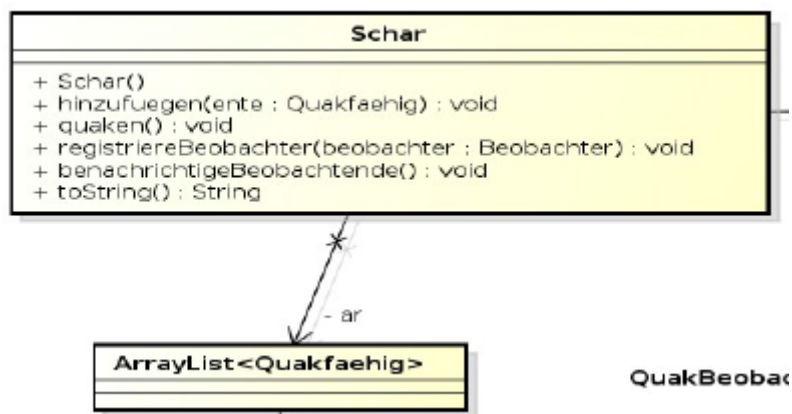 Schar
+ Schar()
+ hinzufuegen(ente : Quakfaehig) : void
+ quaken() : void
+ registriereBeobachter(beobachter : Beobachter) : void
+ benachrichtigeBeobachtende() : void
+ toString() : String
- ar
ArrayList<Quakfaehig>